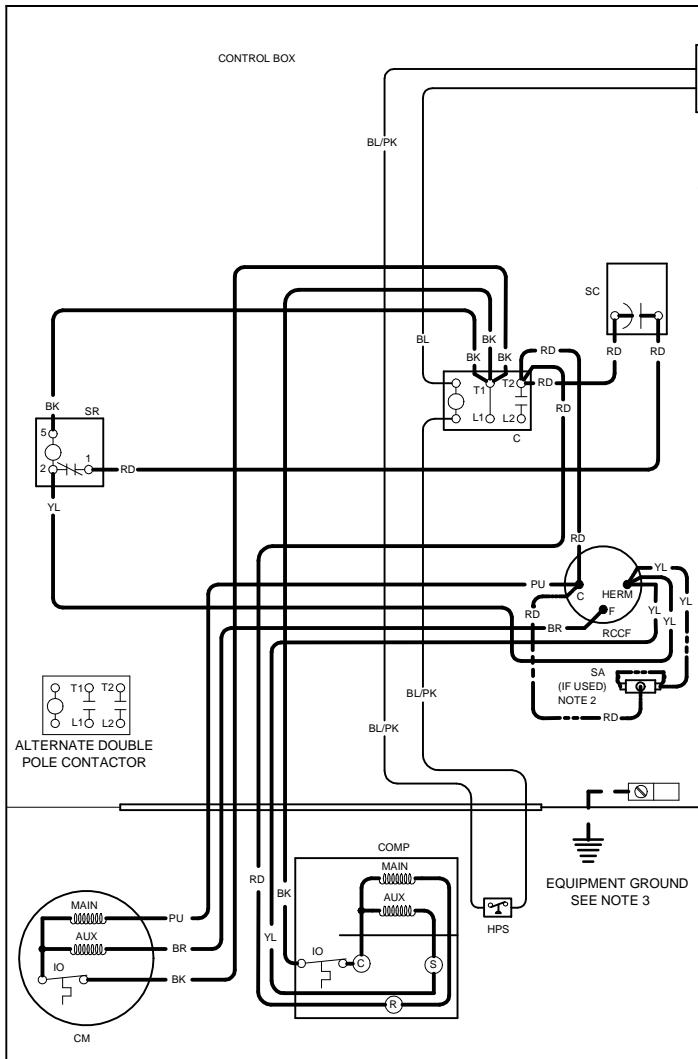 CONTROL BOX
BL/PK
SC
BL
BK
BK
BK
RD
RD
RD
RD
RD
T1
T2
L1
L2
C
BK
SR
5
2
1
RD
YL
RD
PU
C
HERM
F
RCCF
BR
RD
YL
YL
YL
YL
SA
(IF USED)
NOTE 2
RD
BL/PK
BL/PK
T1
T2
L1
L2
ALTERNATE DOUBLE
POLE CONTACTOR
EQUIPMENT GROUND
SEE NOTE 3
COMP
MAIN
AUX
RD
BK
YL
IO
C
S
R
HPS
MAIN
AUX
IO
PU
BR
BK
CM